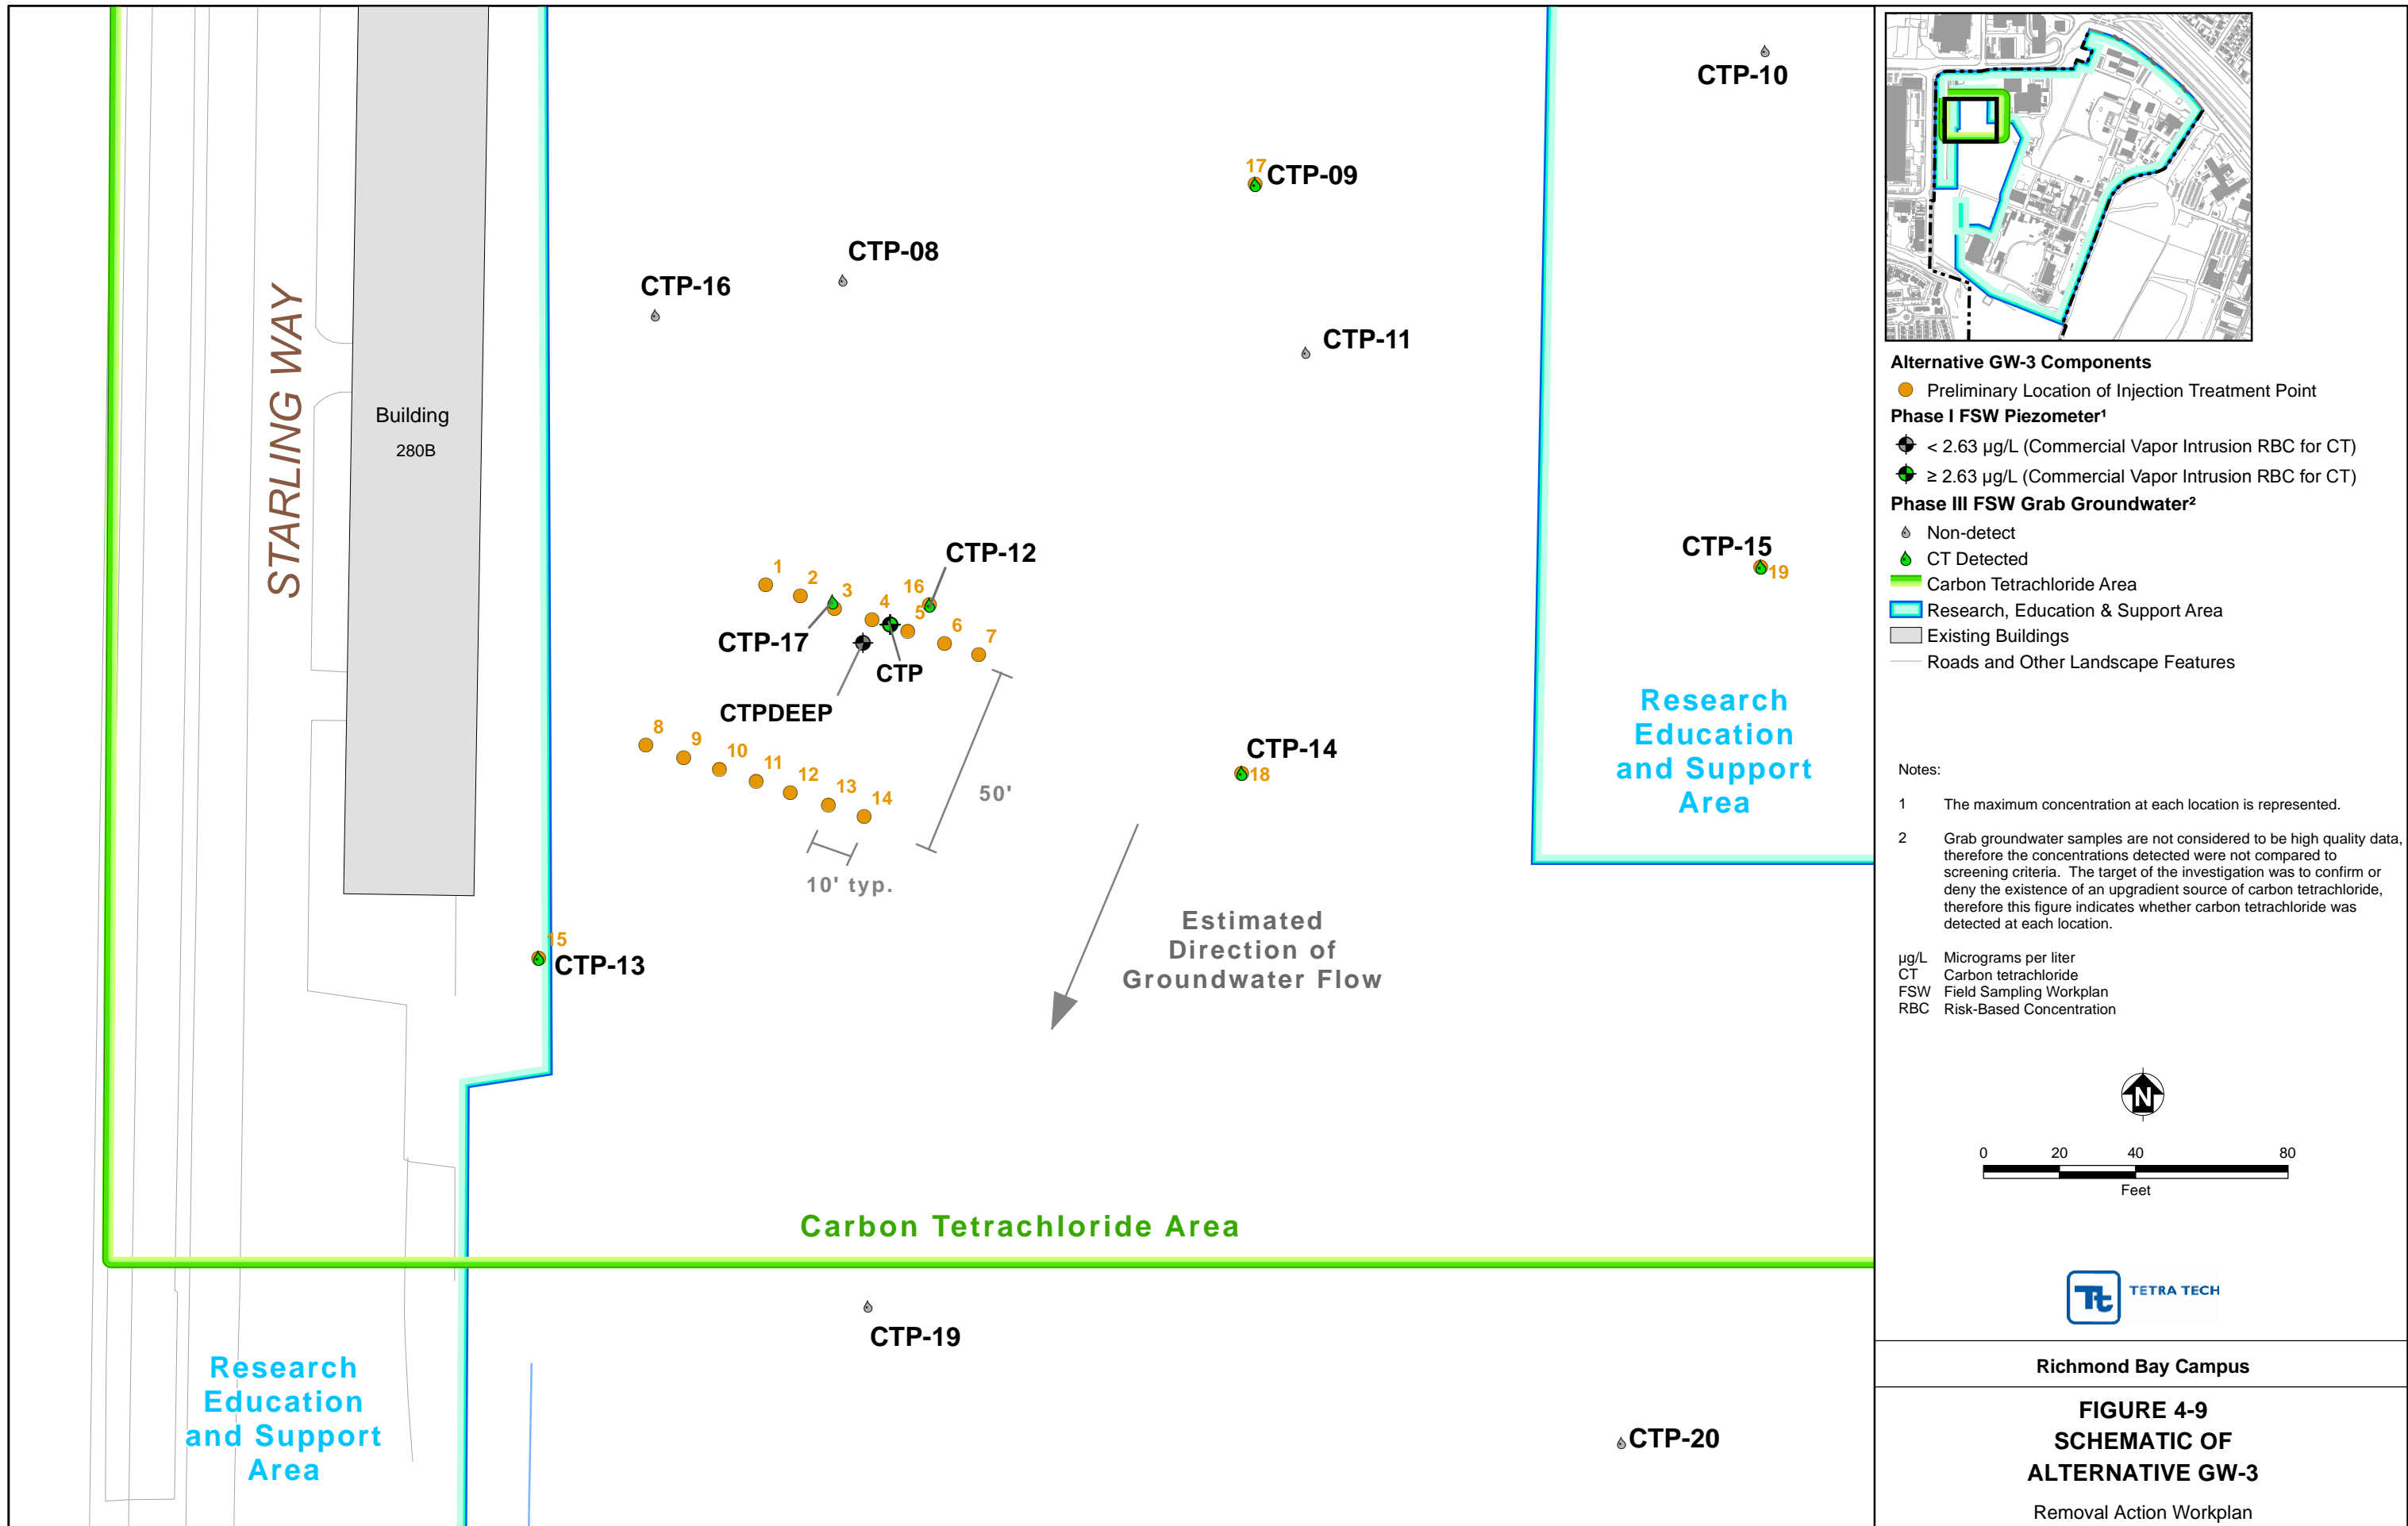 CTP-10
17
CTP-09
CTP-08
CTP-16
CTP-11
STARLING WAY
Building
280B
CTP-12
CTP-15
19
1
2
3
4
16
5
6
7
CTP-17
CTP
CTPDEEP
8
9
10
11
12
13
14
50'
10' typ.
CTP-14
18
Research
Education
and Support
Area
15
CTP-13
Estimated
Direction of
Groundwater Flow
Carbon Tetrachloride Area
CTP-19
CTP-20
Research
Education
and Support
Area
Alternative GW-3 Components
Preliminary Location of Injection Treatment Point
Phase I FSW Piezometer¹
< 2.63 µg/L (Commercial Vapor Intrusion RBC for CT)
≥ 2.63 µg/L (Commercial Vapor Intrusion RBC for CT)
Phase III FSW Grab Groundwater²
Non-detect
CT Detected
Carbon Tetrachloride Area
Research, Education & Support Area
Existing Buildings
Roads and Other Landscape Features
Notes:
1 The maximum concentration at each location is represented.
2 Grab groundwater samples are not considered to be high quality data,
therefore the concentrations detected were not compared to
screening criteria. The target of the investigation was to confirm or
deny the existence of an upgradient source of carbon tetrachloride,
therefore this figure indicates whether carbon tetrachloride was
detected at each location.
µg/L Micrograms per liter
CT Carbon tetrachloride
FSW Field Sampling Workplan
RBC Risk-Based Concentration
N
0 20 40 80
Feet
Tt TETRA TECH
Richmond Bay Campus
FIGURE 4-9
SCHEMATIC OF
ALTERNATIVE GW-3
Removal Action Workplan